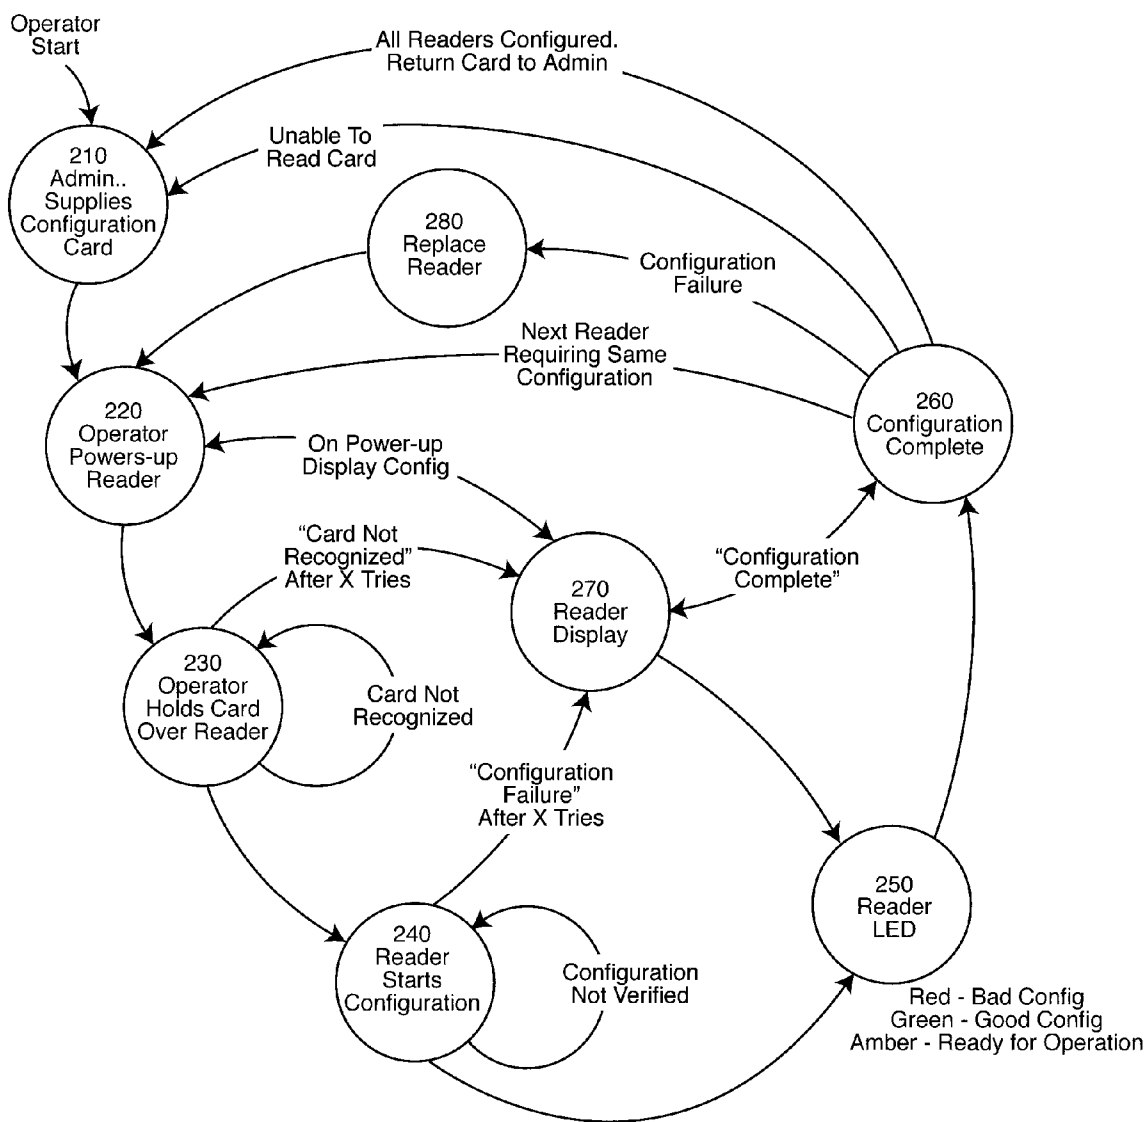 Operator
Start
All Readers Configured.
Return Card to Admin
Unable To
Read Card
210
Admin..
Supplies
Configuration
Card
280
Replace
Reader
Configuration
Failure
Next Reader
Requiring Same
Configuration
220
Operator
Powers-up
Reader
260
Configuration
Complete
On Power-up
Display Config
“Card Not
Recognized”
After X Tries
“Configuration
Complete”
270
Reader
Display
230
Operator
Holds Card
Over Reader
Card Not
Recognized
“Configuration
Failure”
After X Tries
250
Reader
LED
240
Reader
Starts
Configuration
Configuration
Not Verified
Red - Bad Config
Green - Good Config
Amber - Ready for Operation